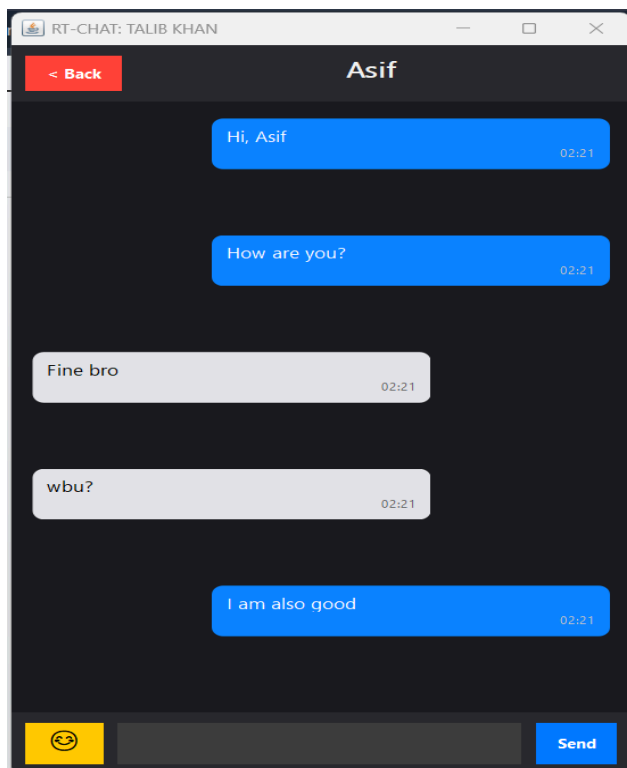 RT-CHAT: TALIB KHAN
< Back
Asif
Hi, Asif
02:21
How are you?
02:21
Fine bro
02:21
wbu?
02:21
I am also good
02:21
Send